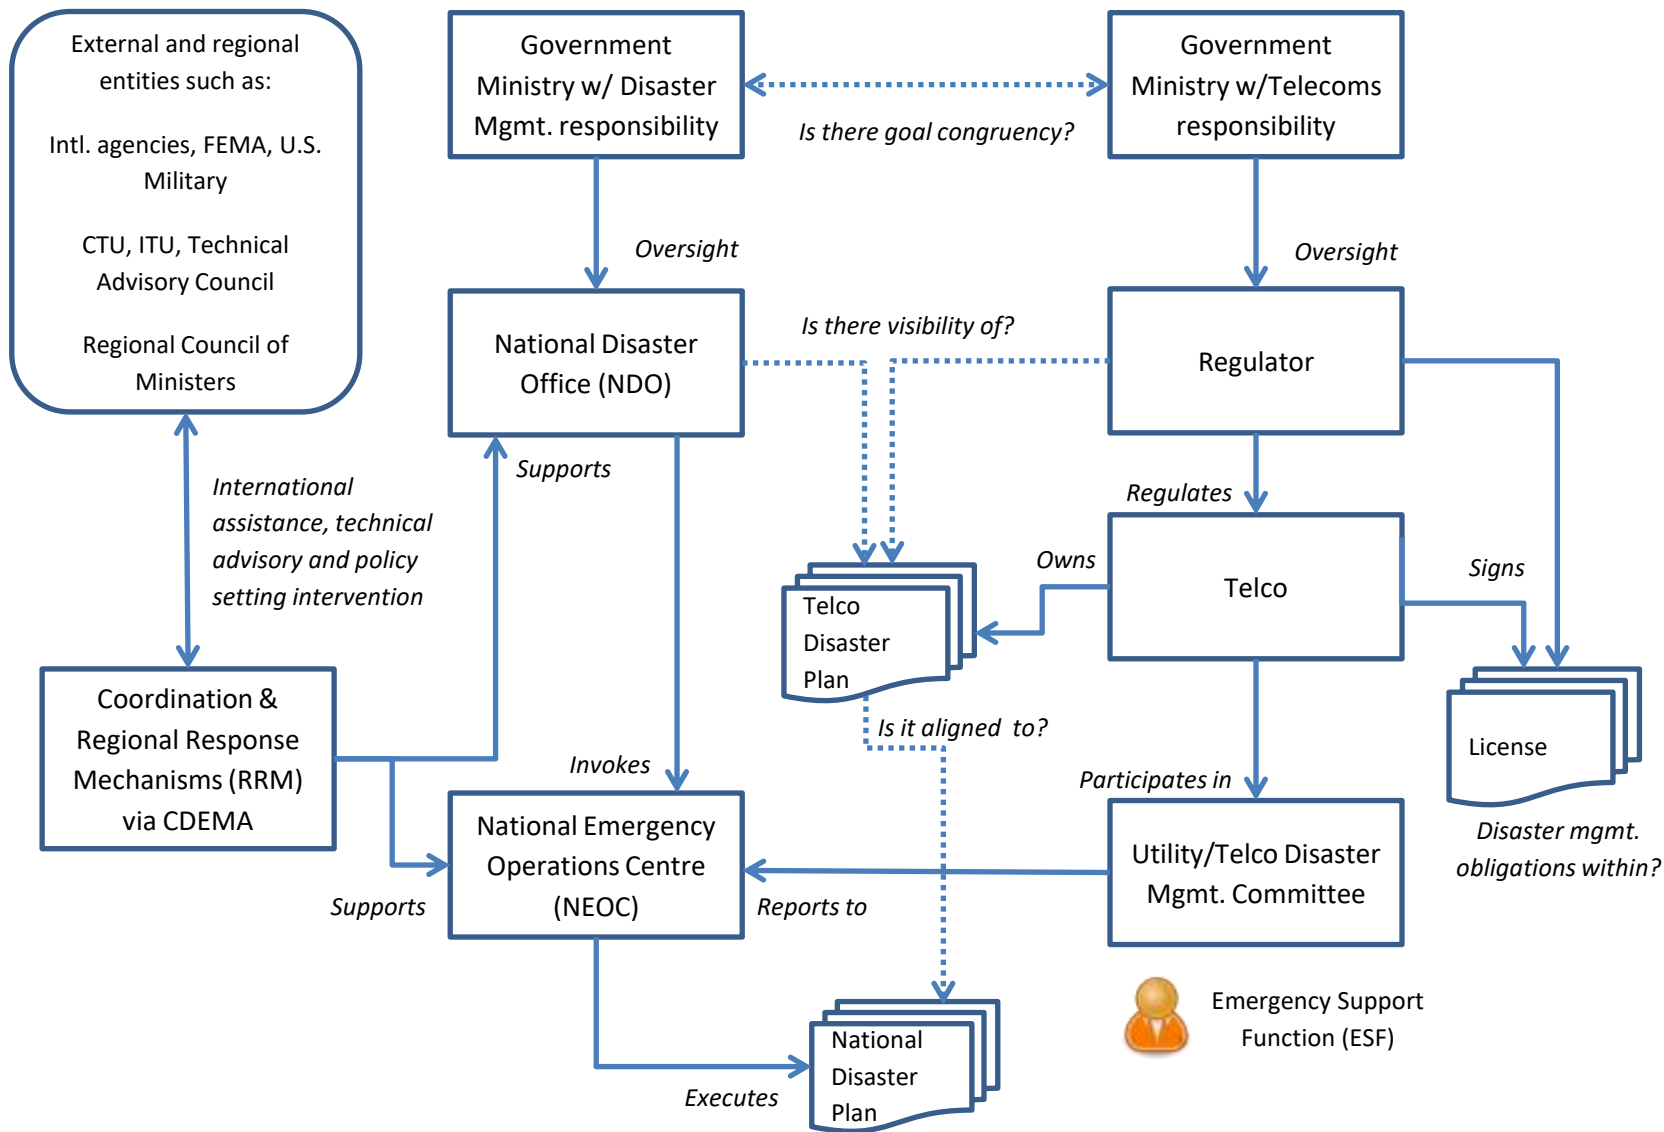 External and regional
entities such as:
Intl. agencies, FEMA, U.S.
Military
CTU, ITU, Technical
Advisory Council
Regional Council of
Ministers
Government
Ministry w/ Disaster
Mgmt. responsibility
Is there goal congruency?
Government
Ministry w/Telecoms
responsibility
Oversight
Oversight
National Disaster
Office (NDO)
Is there visibility of?
Regulator
Supports
International
assistance, technical
advisory and policy
setting intervention
Regulates
Owns
Telco
Signs
Telco
Disaster
Plan
Coordination &
Regional Response
Mechanisms (RRM)
via CDEMA
Is it aligned  to?
License
Invokes
Participates in
National Emergency
Operations Centre
(NEOC)
Supports
Reports to
Utility/Telco Disaster
Mgmt. Committee
Disaster mgmt.
obligations within?
Emergency Support
Function (ESF)
Executes
National
Disaster
Plan